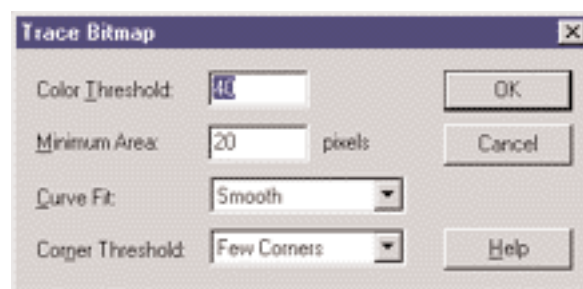 Trace Bitmap
Color Threshold: 40 OK
Minimum Area: 20 pixels Cancel
Curve Fit: Smooth
Corner Threshold: Few Corners Help